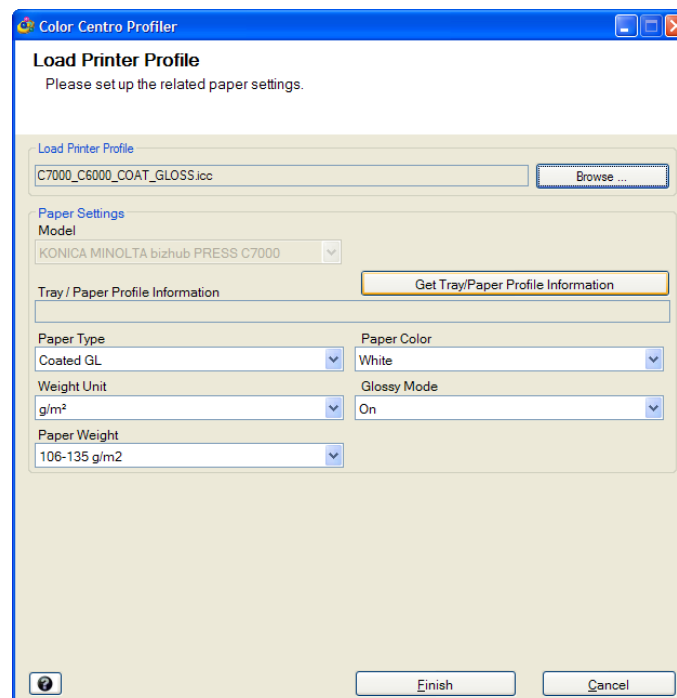 Color Centro Profiler
Load Printer Profile
Please set up the related paper settings.
Load Printer Profile
C7000_C6000_COAT_GLOSS.icc
Browse ...
Paper Settings
Model
KONICA MINOLTA bizhub PRESS C7000
Get Tray/Paper Profile Information
Tray / Paper Profile Information
Paper Type
Paper Color
Coated GL
White
Weight Unit
Glossy Mode
g/m²
On
Paper Weight
106-135 g/m2
Finish
Cancel